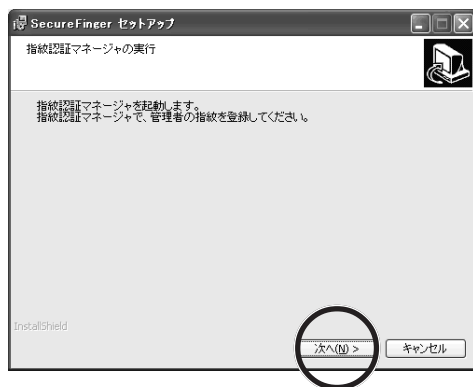 SecureFinger セットアップ
指紋認証マネージャの実行
指紋認証マネージャを起動します。
指紋認証マネージャで、管理者の指紋を登録してください。
InstallShield
次へ(N) >
キャンセル